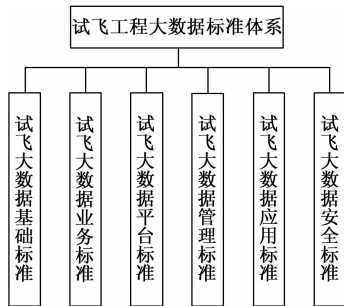 试飞工程大数据标准体系
试飞大数据基础标准
试飞大数据业务标准
试飞大数据平台标准
试飞大数据管理标准
试飞大数据应用标准
试飞大数据安全标准